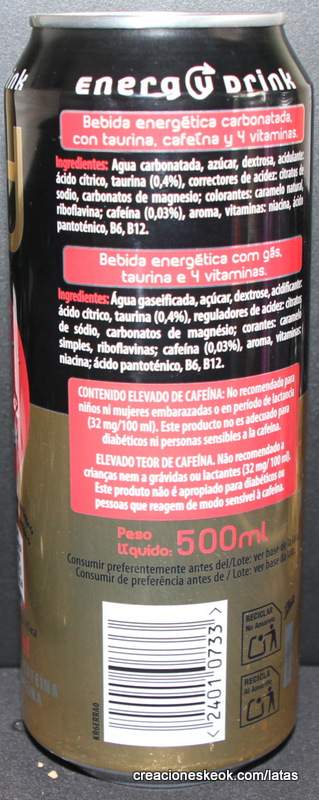 ink
energy Drink
Bebida energética carbonatada,
con taurina, cafeína y 4 vitaminas.
Ingredientes: Agua carbonatada, azúcar, dextrosa, acidulante:
ácido cítrico, taurina (0,4%), correctores de acidez: citratos de
sodio, carbonatos de magnesio; colorantes: caramelo natural,
riboflavina; cafeína (0,03%), aroma, vitaminas: niacina, ácido
pantoténico, B6, B12.
Bebida energética com gás,
taurina e 4 vitaminas.
Ingredientes: Água gaseificada, açúcar, dextrose, acidificante:
ácido cítrico, taurina (0,4%), reguladores de acidez: citratos
de sódio, carbonatos de magnésio; corantes: caramelo
simples, riboflavinas; cafeína (0,03%), aroma, vitaminas:
niacina; ácido pantoténico, B6, B12.
CONTENIDO ELEVADO DE CAFEÍNA: No recomendado para
niños ni mujeres embarazadas o en período de lactancia
(32 mg/100 ml). Este producto no es adecuado para
diabéticos ni personas sensibles a la cafeína.
ELEVADO TEOR DE CAFEÍNA. Não recomendado a
crianças nem a grávidas ou lactantes (32 mg/100 ml).
Este produto não é apropriado para diabéticos ou
pessoas que reagem de modo sensível à cafeína.
Peso
Líquido: 500ml
Consumir preferentemente antes del/Lote: ver base de la
Consumir de preferência antes de / Lote: ver base da
<24010733>
RECICLAR
No Amarelo
RECICLA
Al Amarillo
creacioneskeok.com/latas